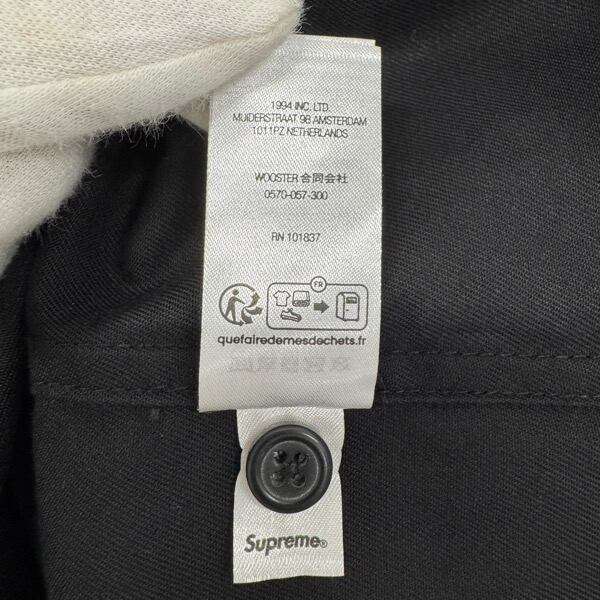 1994 INC. LTD.
MUIDERSTRAAT 98 AMSTERDAM
1011PZ NETHERLANDS
WOOSTER合同会社
0570-057-300
RN 101837
FR
quefairedemesdechets.fr
Supreme®